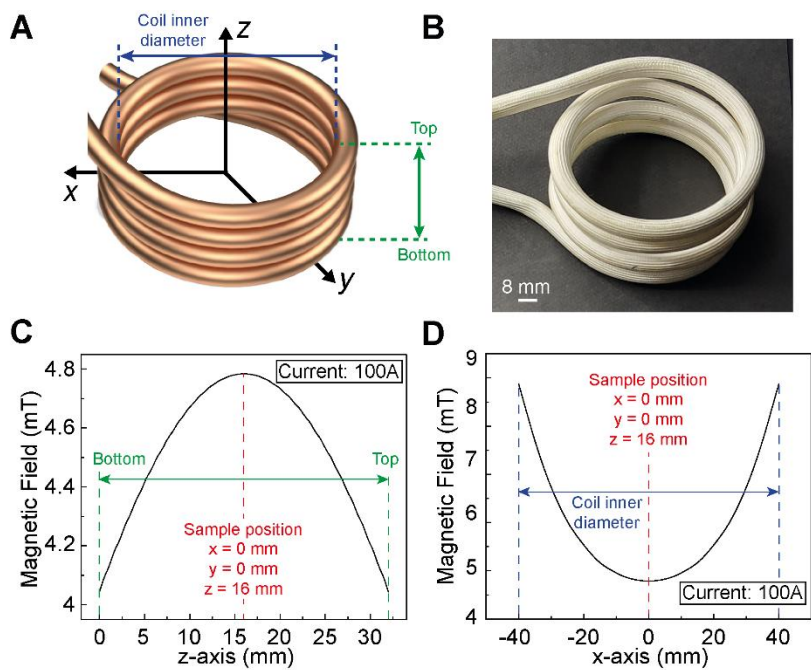 A
Coil inner
diameter
z
x
y
Top
Bottom
B
8 mm
C
Magnetic Field (mT)
4.8
4.6
4.4
4.2
4
Current: 100A
Bottom
Top
Sample position
x = 0 mm
y = 0 mm
z = 16 mm
0 5 10 15 20 25 30
z-axis (mm)
D
Magnetic Field (mT)
9
8
7
6
5
4
Sample position
x = 0 mm
y = 0 mm
z = 16 mm
Coil inner
diameter
Current: 100A
-40 -20 0 20 40
x-axis (mm)